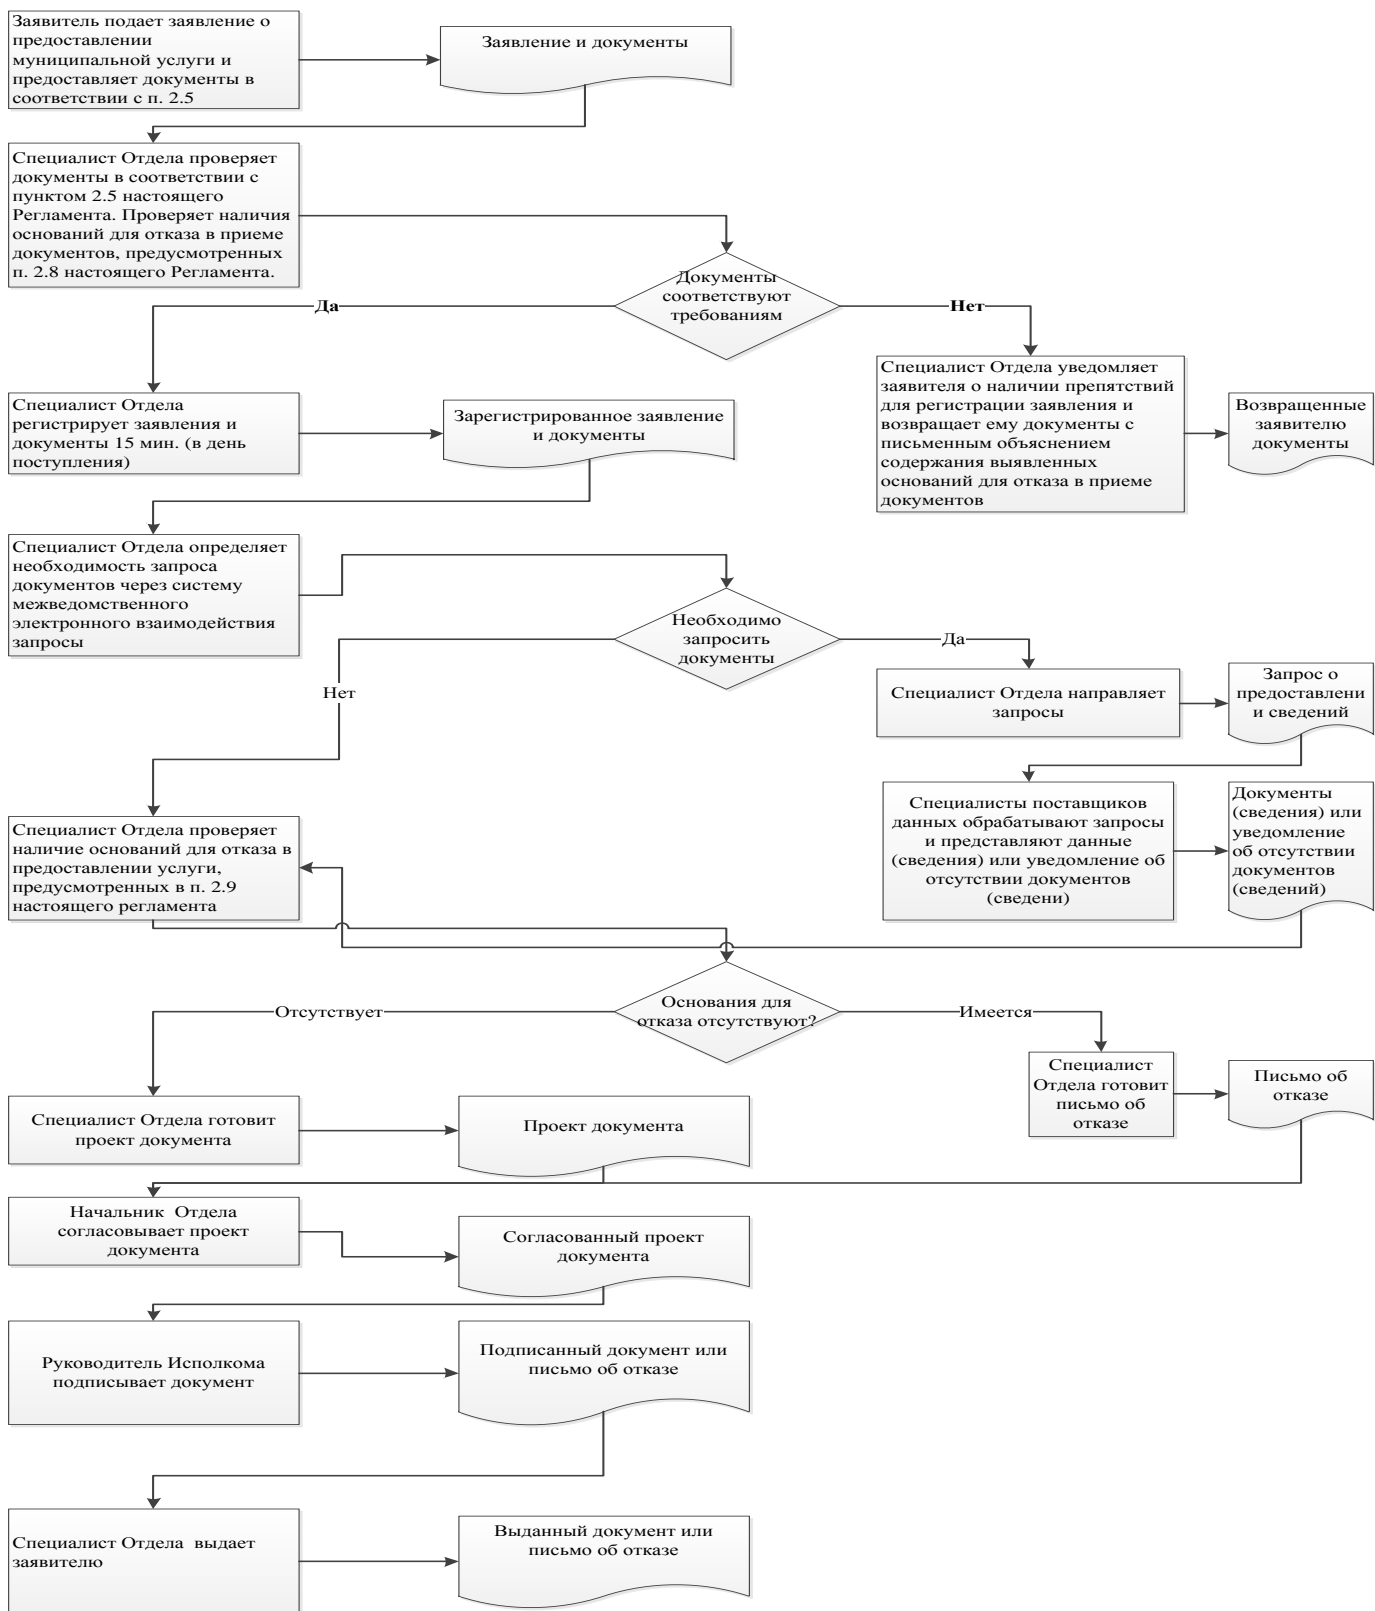 Заявитель подает заявление о
предоставлении
муниципальной услуги и
предоставляет документы в
соответствии с п. 2.5
Заявление и документы
Специалист Отдела проверяет
документы в соответствии с
пунктом 2.5 настоящего
Регламента. Проверяет наличия
оснований для отказа в приеме
документов, предусмотренных
п. 2.8 настоящего Регламента.
Документы
соответствуют
требованиям
Да
Нет
Специалист Отдела
регистрирует заявления и
документы 15 мин. (в день
поступления)
Зарегистрированное заявление
и документы
Специалист Отдела уведомляет
заявителя о наличии препятствий
для регистрации заявления и
возвращает ему документы с
письменным объяснением
содержания выявленных
оснований для отказа в приеме
документов
Возвращенные
заявителю
документы
Специалист Отдела определяет
необходимость запроса
документов через систему
межведомственного
электронного взаимодействия
запросы
Необходимо
запросить
документы
Да
Нет
Специалист Отдела направляет
запросы
Запрос о
предоставлени
и сведений
Специалисты поставщиков
данных обрабатывают запросы
и представляют данные
(сведения) или уведомление об
отсутствии документов
(сведени)
Документы
(сведения) или
уведомление
об отсутствии
документов
(сведений)
Специалист Отдела проверяет
наличие оснований для отказа в
предоставлении услуги,
предусмотренных в п. 2.9
настоящего регламента
Основания для
отказа отсутствуют?
Отсутствует
Имеется
Специалист
Отдела готовит
письмо об
отказе
Письмо об
отказе
Специалист Отдела готовит
проект документа
Проект документа
Начальник  Отдела
согласовывает проект
документа
Согласованный проект
документа
Руководитель Исполкома
подписывает документ
Подписанный документ или
письмо об отказе
Специалист Отдела  выдает
заявителю
Выданный документ или
письмо об отказе